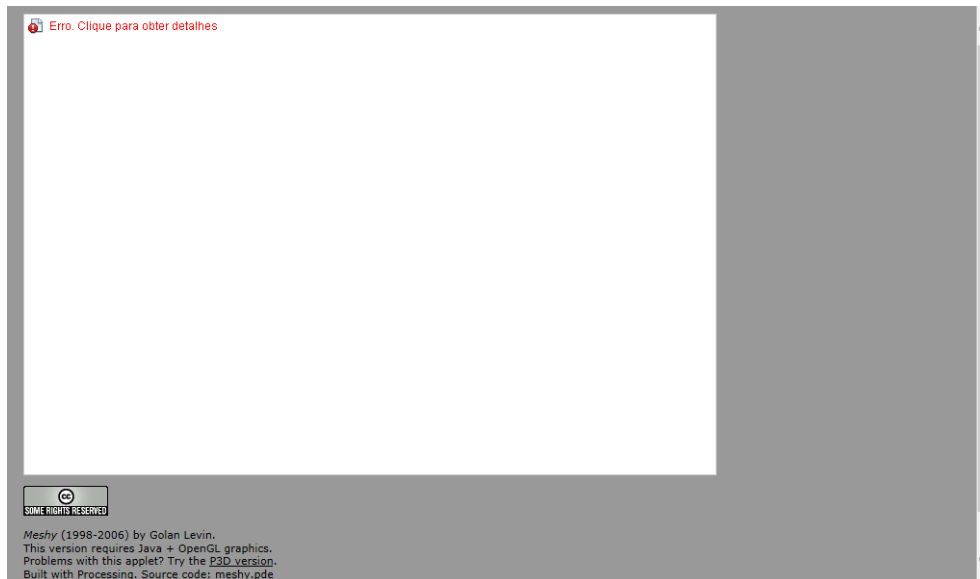 Erro. Clique para obter detalhes
cc
SOME RIGHTS RESERVED
Meshy (1998-2006) by Golan Levin.
This version requires Java + OpenGL graphics.
Problems with this applet? Try the P3D version.
Built with Processing. Source code: meshy.pde